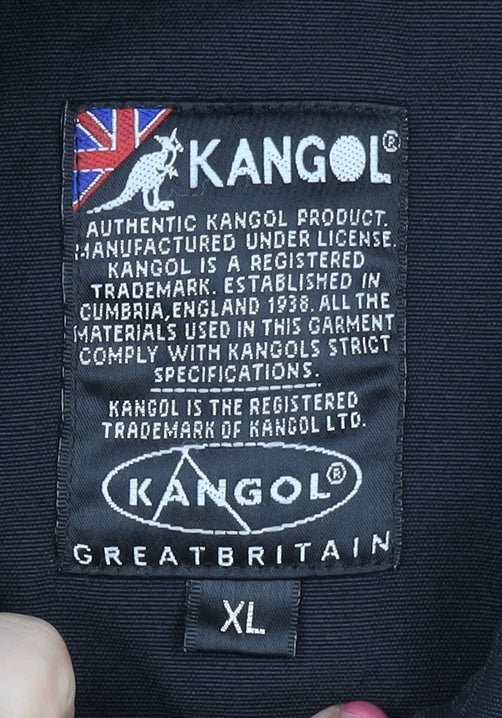 KANGOL®
AUTHENTIC KANGOL PRODUCT.
MANUFACTURED UNDER LICENSE.
KANGOL IS A REGISTERED
TRADEMARK. ESTABLISHED IN
CUMBRIA, ENGLAND 1938. ALL THE
MATERIALS USED IN THIS GARMENT
COMPLY WITH KANGOLS STRICT
SPECIFICATIONS.
KANGOL IS THE REGISTERED
TRADEMARK OF KANGOL LTD.
KANGOL®
GREATBRITAIN
XL